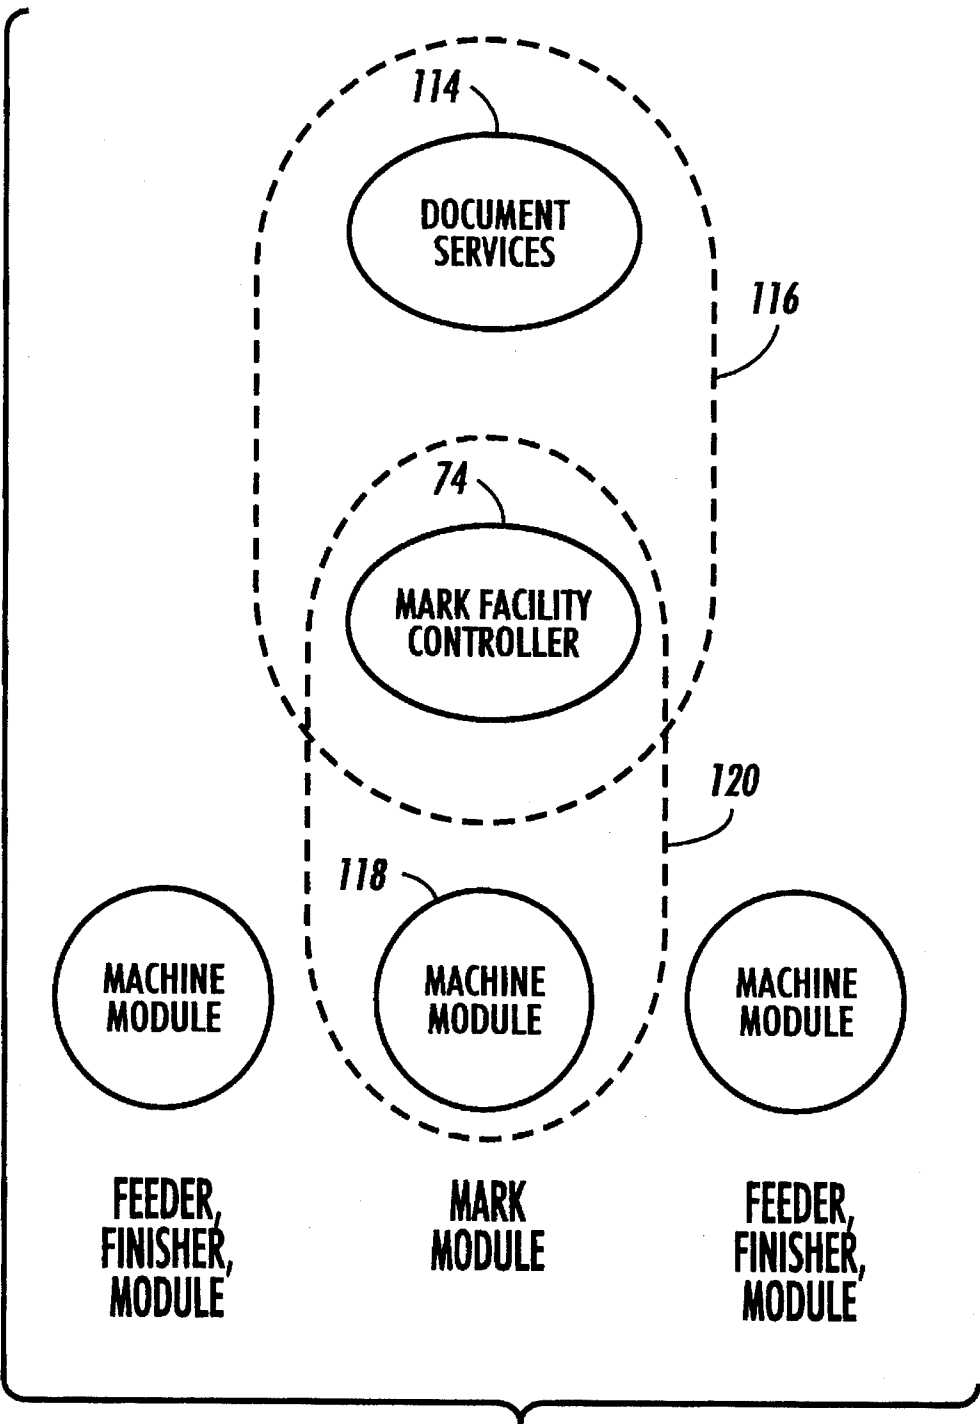 114
DOCUMENT
SERVICES
116
74
MARK FACILITY
CONTROLLER
120
118
MACHINE
MODULE
MACHINE
MODULE
MACHINE
MODULE
FEEDER,
FINISHER,
MODULE
MARK
MODULE
FEEDER,
FINISHER,
MODULE